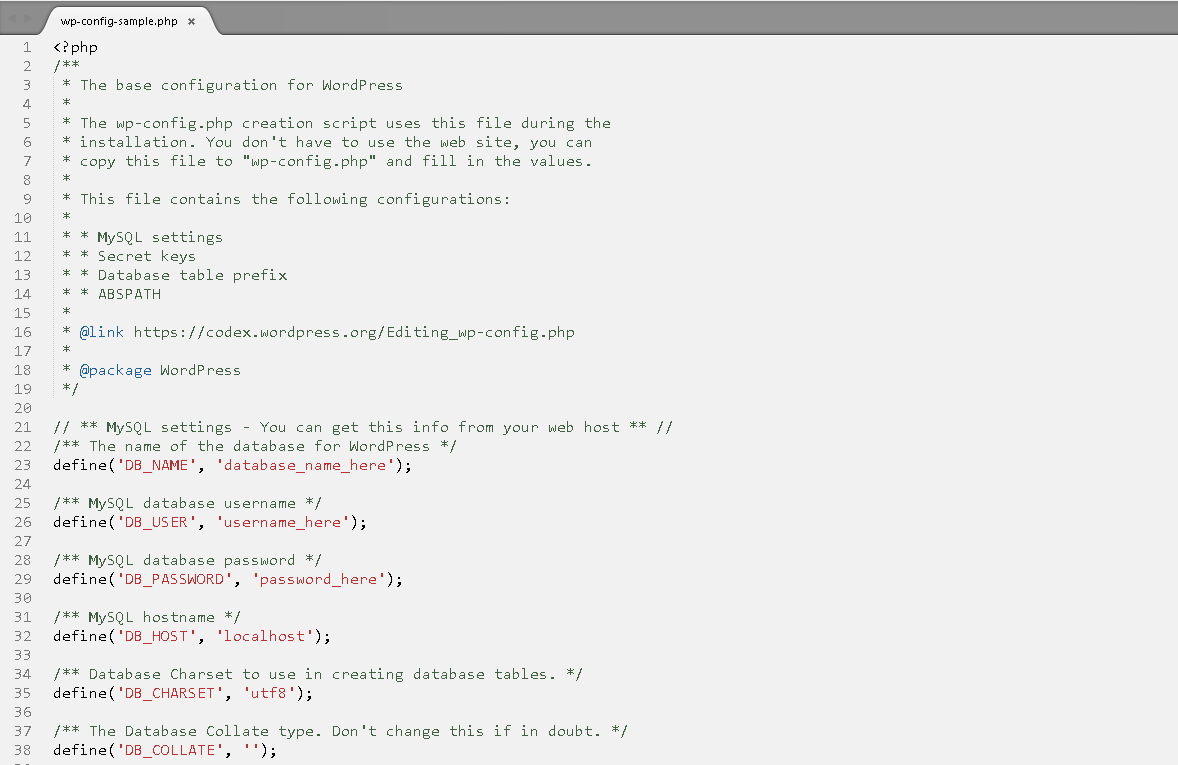 wp-config-sample.php ×
1 <?php
2 /**
3  * The base configuration for WordPress
4  *
5  * The wp-config.php creation script uses this file during the
6  * installation. You don't have to use the web site, you can
7  * copy this file to "wp-config.php" and fill in the values.
8  *
9  * This file contains the following configurations:
10  *
11  * * MySQL settings
12  * * Secret keys
13  * * Database table prefix
14  * * ABSPATH
15  *
16  * @link https://codex.wordpress.org/Editing_wp-config.php
17  *
18  * @package WordPress
19  */
20
21 // ** MySQL settings - You can get this info from your web host ** //
22 /** The name of the database for WordPress */
23 define('DB_NAME', 'database_name_here');
24
25 /** MySQL database username */
26 define('DB_USER', 'username_here');
27
28 /** MySQL database password */
29 define('DB_PASSWORD', 'password_here');
30
31 /** MySQL hostname */
32 define('DB_HOST', 'localhost');
33
34 /** Database Charset to use in creating database tables. */
35 define('DB_CHARSET', 'utf8');
36
37 /** The Database Collate type. Don't change this if in doubt. */
38 define('DB_COLLATE', '');